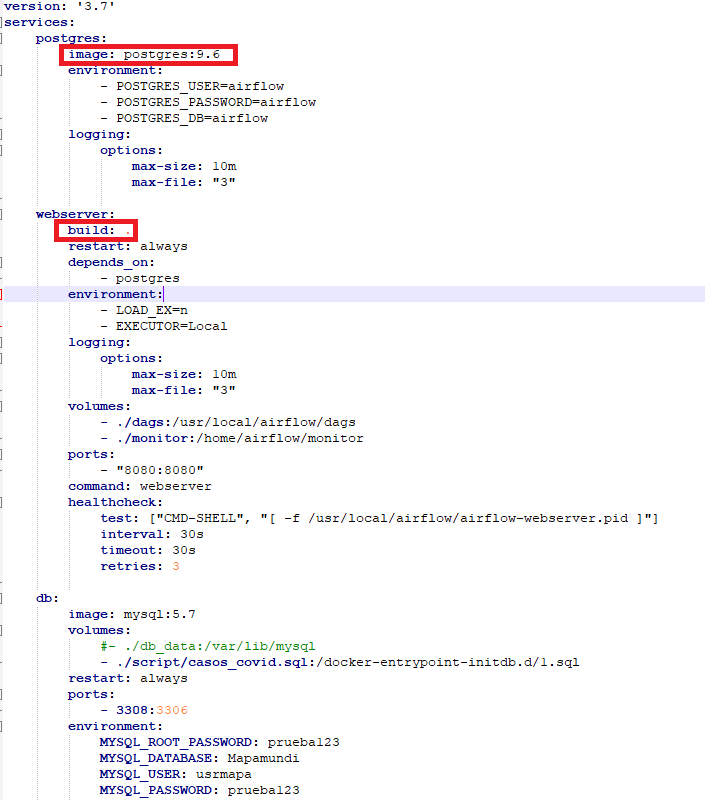 version: '3.7'
services:
    postgres:
        image: postgres:9.6
        environment:
            - POSTGRES_USER=airflow
            - POSTGRES_PASSWORD=airflow
            - POSTGRES_DB=airflow
        logging:
            options:
                max-size: 10m
                max-file: "3"
    webserver:
        build: .
        restart: always
        depends_on:
            - postgres
        environment:
            - LOAD_EX=n
            - EXECUTOR=Local
        logging:
            options:
                max-size: 10m
                max-file: "3"
        volumes:
            - ./dags:/usr/local/airflow/dags
            - ./monitor:/home/airflow/monitor
        ports:
            - "8080:8080"
        command: webserver
        healthcheck:
            test: ["CMD-SHELL", "[ -f /usr/local/airflow/airflow-webserver.pid ]"]
            interval: 30s
            timeout: 30s
            retries: 3
    db:
        image: mysql:5.7
        volumes:
            #- ./db_data:/var/lib/mysql
            - ./script/casos_covid.sql:/docker-entrypoint-initdb.d/1.sql
        restart: always
        ports:
            - 3308:3306
        environment:
            MYSQL_ROOT_PASSWORD: prueba123
            MYSQL_DATABASE: Mapamundi
            MYSQL_USER: usrmapa
            MYSQL_PASSWORD: prueba123